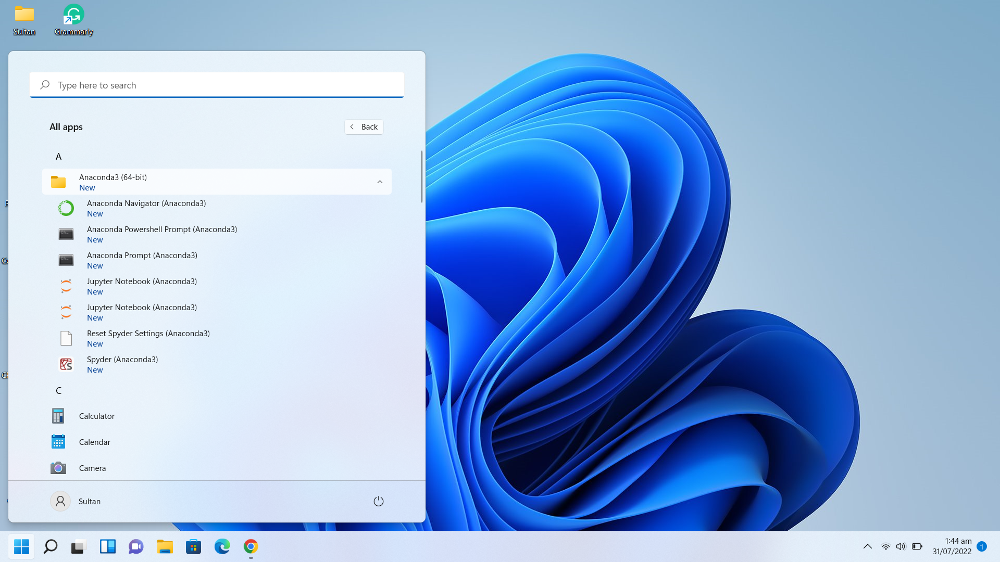 Sultan
Grammarly
Type here to search
All apps
Back
A
Anaconda3 (64-bit)
New
Anaconda Navigator (Anaconda3)
New
Anaconda Powershell Prompt (Anaconda3)
New
Anaconda Prompt (Anaconda3)
New
Jupyter Notebook (Anaconda3)
New
Jupyter Notebook (Anaconda3)
New
Reset Spyder Settings (Anaconda3)
New
Spyder (Anaconda3)
New
C
Calculator
Calendar
Camera
Sultan
1:44 am
31/07/2022
1